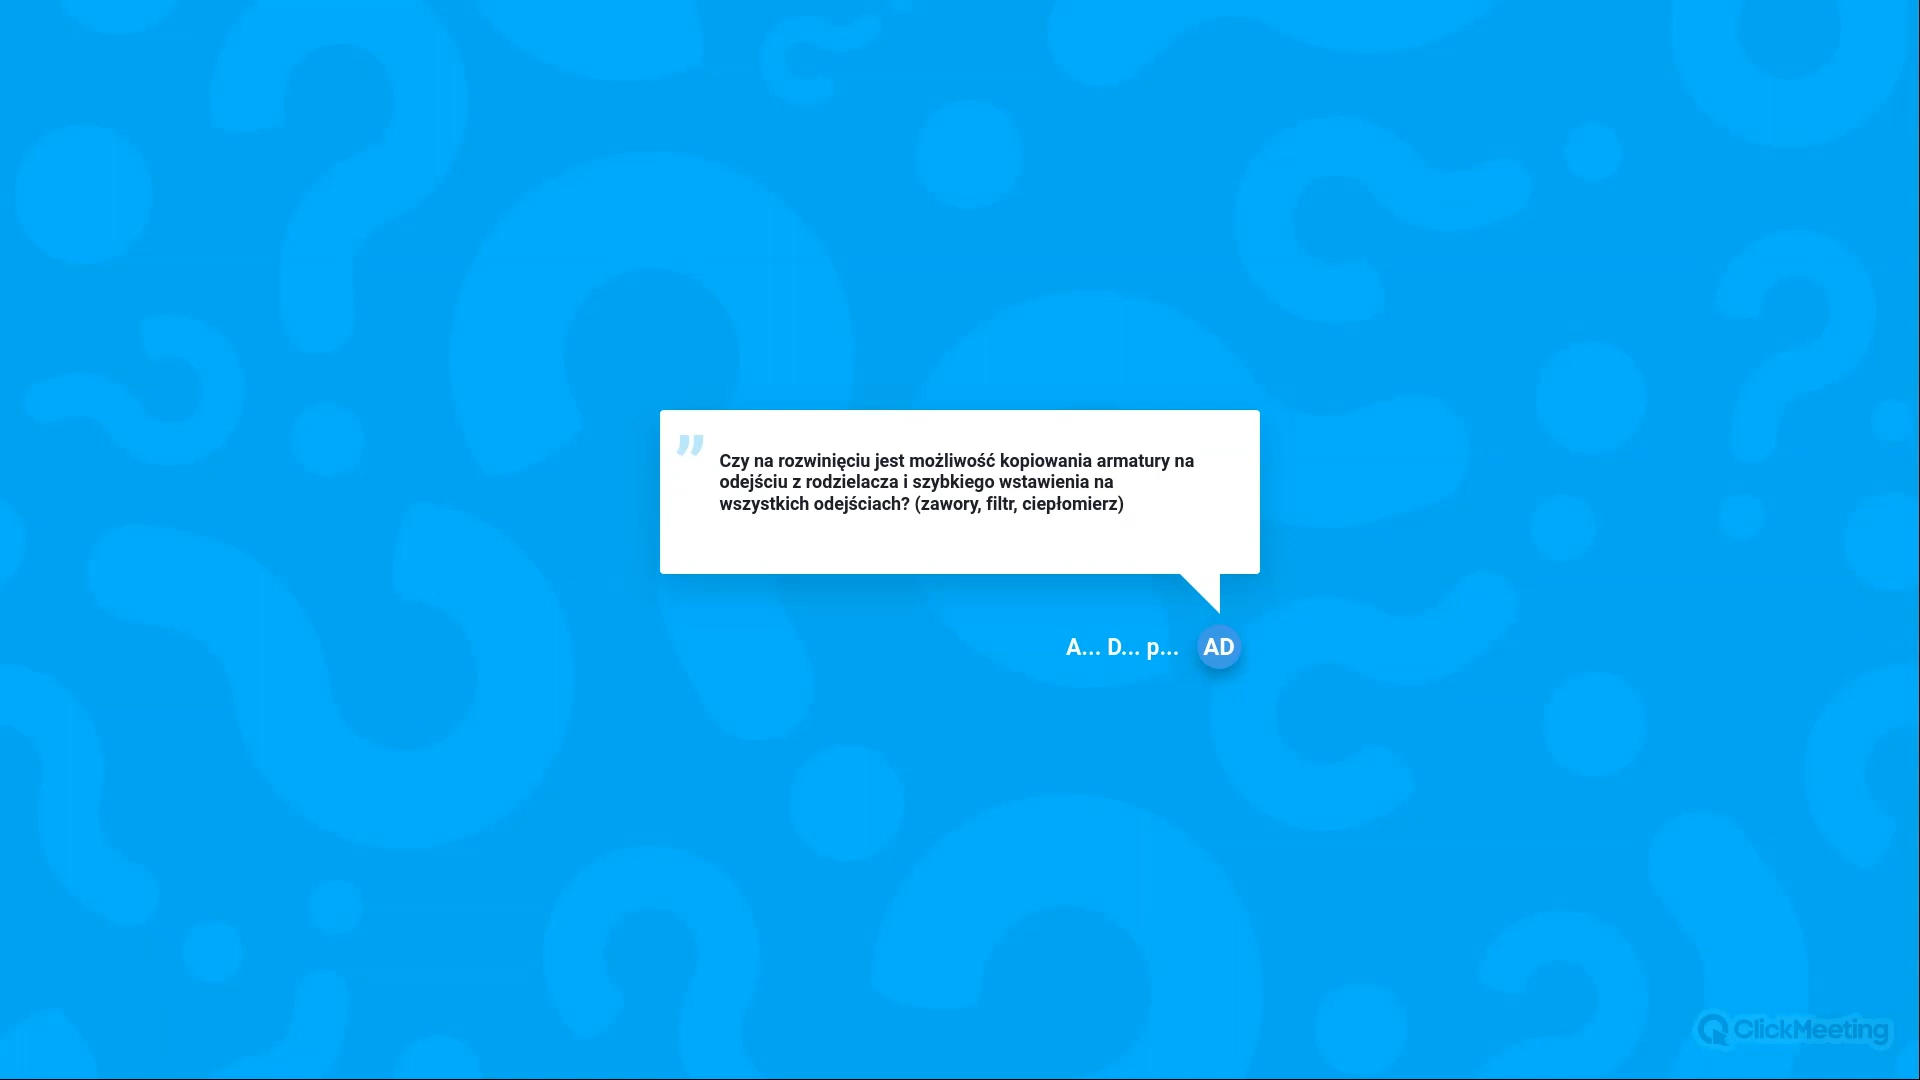 Czy na rozwinięciu jest możliwość kopiowania armatury na
odejściu z rodzielacza i szybkiego wstawienia na
wszystkich odejściach? (zawory, filtr, ciepłomierz)
A... D... p... AD
ClickMeeting